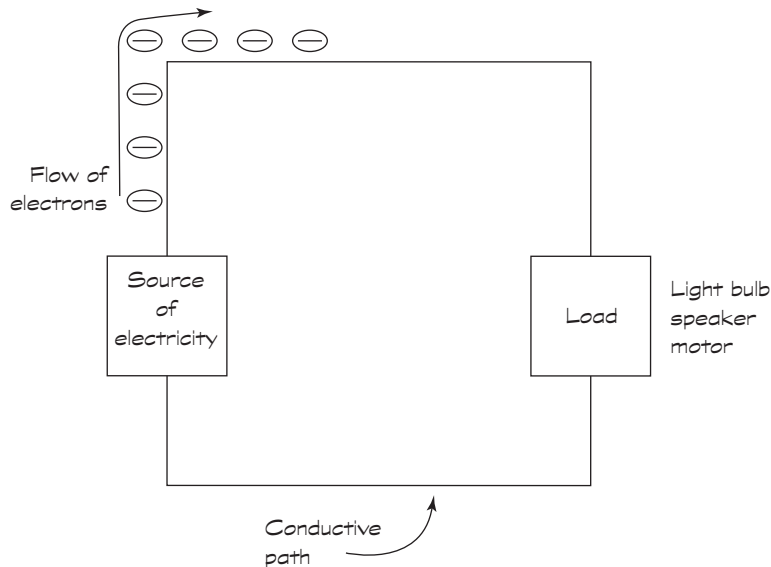 Flow of
electrons
Source
of
electricity
Load
Light bulb
speaker
motor
Conductive
path